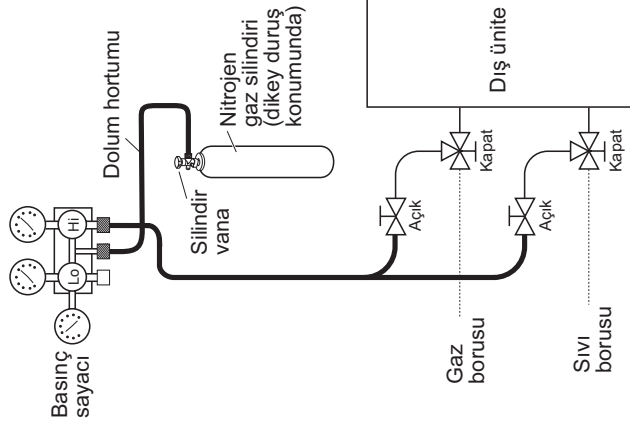 Basınç
sayacı
Lo
Hi
Dolum hortumu
Silindir
vana
Nitrojen
gaz silindiri
(dikey duruş
konumunda)
Açık
Kapat
Dış ünite
Gaz
borusu
Açık
Kapat
Sıvı
borusu